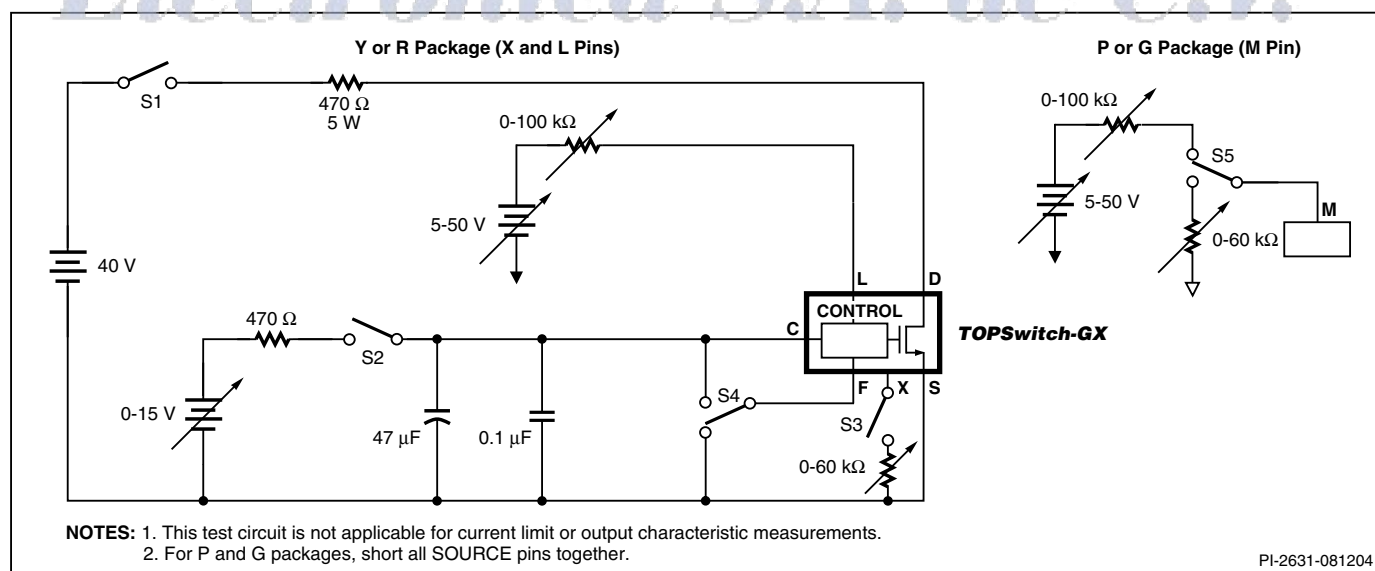 Electrónica S.A. de C.V.
Y or R Package (X and L Pins)
P or G Package (M Pin)
S1
470 Ω
5 W
0-100 kΩ
5-50 V
40 V
470 Ω
S2
0-15 V
47 µF
0.1 µF
S4
L
D
CONTROL
C
TOPSwitch-GX
F
X
S
S3
0-60 kΩ
0-100 kΩ
S5
5-50 V
M
0-60 kΩ
NOTES: 1. This test circuit is not applicable for current limit or output characteristic measurements.
2. For P and G packages, short all SOURCE pins together.
PI-2631-081204